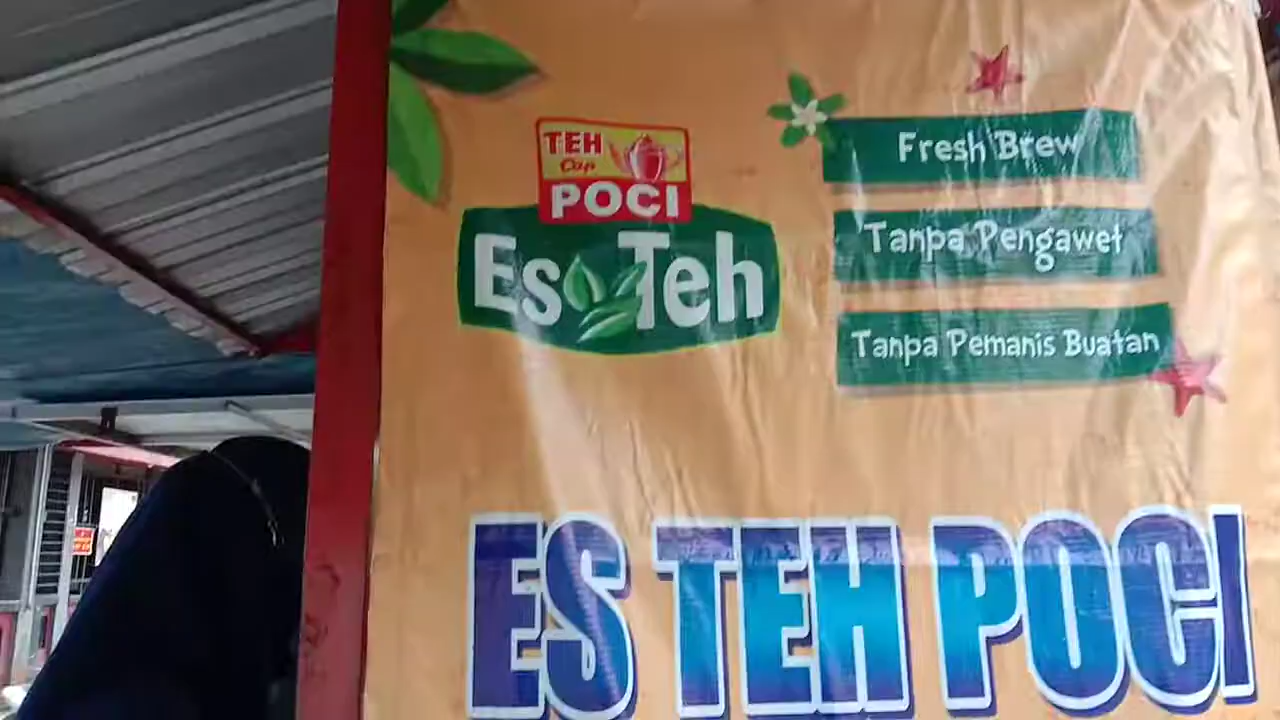 TEH
Cap
POCI
Es Teh
Fresh Brew
Tanpa Pengawet
Tanpa Pemanis Buatan
ES TEH POCI